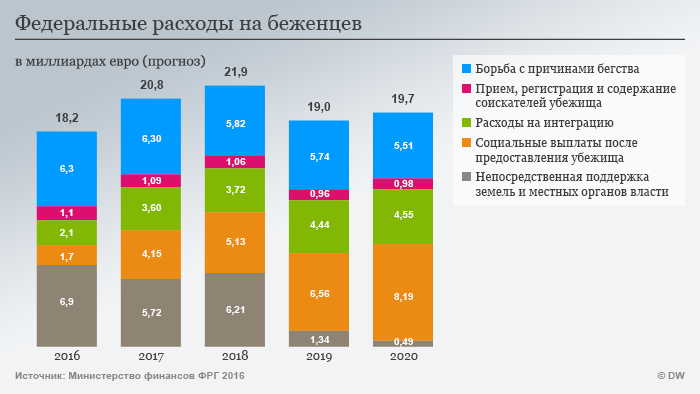 Федеральные расходы на беженцев
в миллиардах евро (прогноз)
18,2
20,8
21,9
19,0
19,7
6,3
6,30
5,82
5,74
5,51
1,1
1,09
1,06
0,96
0,98
2,1
3,60
3,72
4,44
4,55
1,7
4,15
5,13
6,56
8,19
6,9
5,72
6,21
1,34
0,49
2016
2017
2018
2019
2020
Борьба с причинами бегства
Прием, регистрация и содержание
соискателей убежища
Расходы на интеграцию
Социальные выплаты после
предоставления убежища
Непосредственная поддержка
земель и местных органов власти
Источник: Министерство финансов ФРГ 2016
© DW